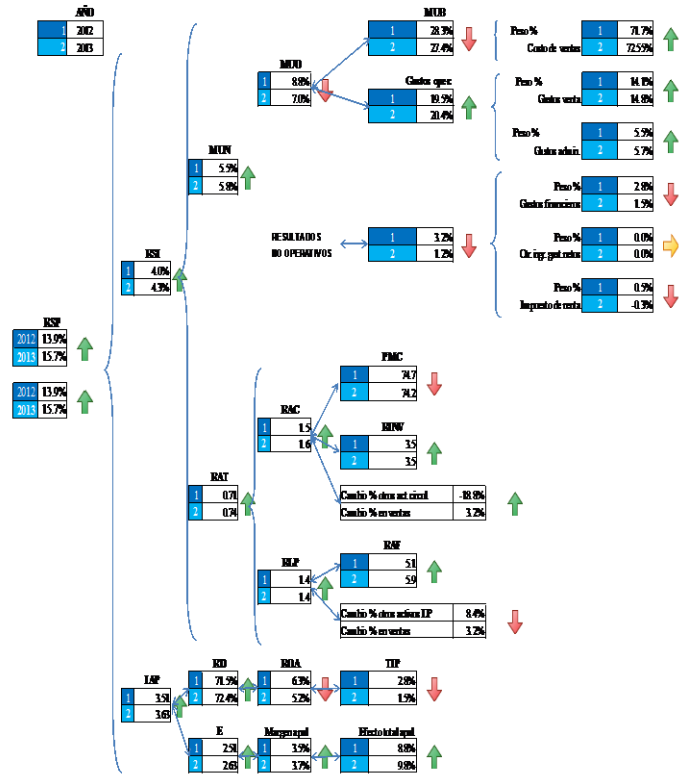 AÑO
1 2012
2 2013
MUB
1 28.3%
2 27.4%
Peso %
Costo de ventas
1 71.7%
2 72.55%
MUO
1 8.8%
2 7.0%
Gastos oper.
1 19.5%
2 20.4%
Peso %
Gastos venta
1 14.1%
2 14.8%
Peso %
Gastos admin.
1 5.5%
2 5.7%
MUN
1 5.5%
2 5.8%
Peso %
Gastos financieros
1 2.8%
2 1.5%
RESULTADOS
NO OPERATIVOS
1 3.2%
2 1.2%
Peso %
Otr. ingr. gast. netos
1 0.0%
2 0.0%
Peso %
Impuesto de renta
1 0.5%
2 -0.3%
RSI
1 4.0%
2 4.3%
RSP
2012 13.9%
2013 15.7%
2012 13.9%
2013 15.7%
PMC
1 74.7
2 74.2
RAC
1 1.5
2 1.6
RINV
1 3.5
2 3.5
RAT
1 0.71
2 0.74
Cambio % otros act. circul. -18.8%
Cambio % en ventas 3.2%
RAF
1 5.1
2 5.9
RLP
1 1.4
2 1.4
Cambio % otros activos LP 8.4%
Cambio % en ventas 3.2%
IAP
1 3.51
2 3.63
RD
1 71.5%
2 72.4%
ROA
1 6.3%
2 5.2%
TIP
1 2.8%
2 1.5%
E
1 2.51
2 2.63
Margen apal
1 3.5%
2 3.7%
Efecto total apal
1 8.8%
2 9.8%